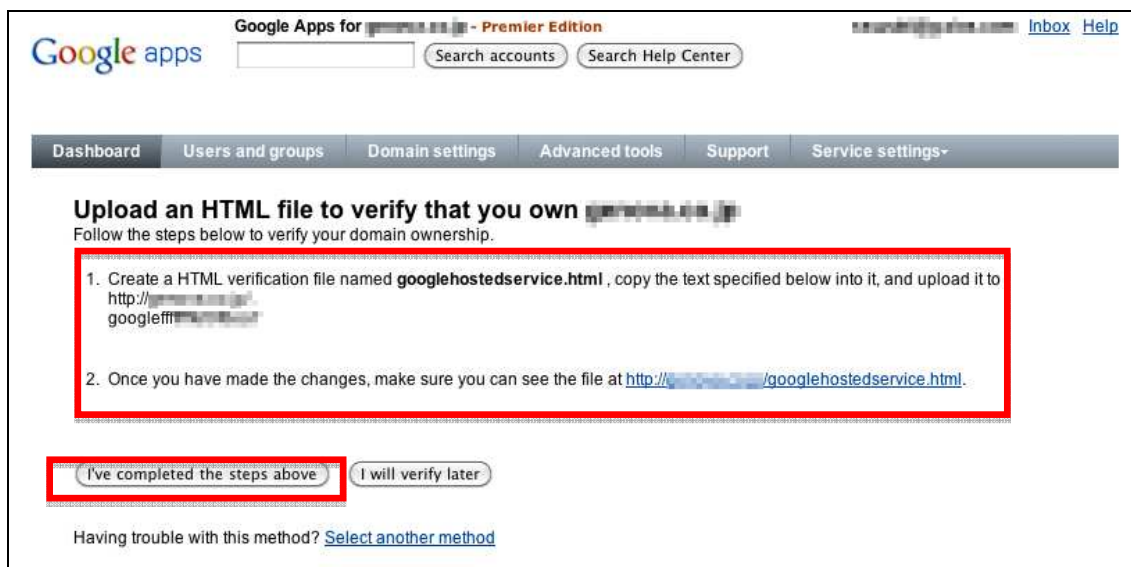 Google Apps for - Premier Edition
Inbox Help
Google apps
Search accounts Search Help Center
Dashboard Users and groups Domain settings Advanced tools Support Service settings
Upload an HTML file to verify that you own
Follow the steps below to verify your domain ownership.
1. Create a HTML verification file named googlehostedservice.html , copy the text specified below into it, and upload it to
http://
googlefff
2. Once you have made the changes, make sure you can see the file at http:// /googlehostedservice.html.
I've completed the steps above I will verify later
Having trouble with this method? Select another method